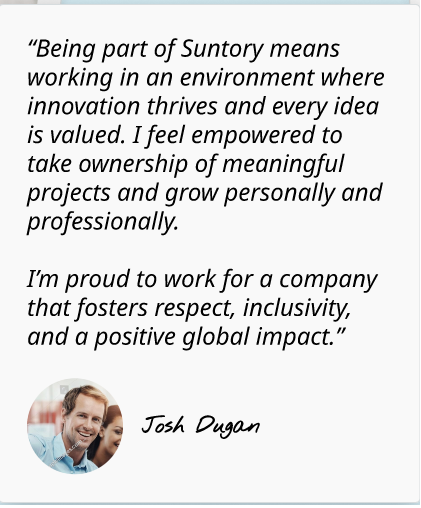 “Being part of Suntory means
working in an environment where
innovation thrives and every idea
is valued. I feel empowered to
take ownership of meaningful
projects and grow personally and
professionally.
I’m proud to work for a company
that fosters respect, inclusivity,
and a positive global impact.”
Josh Dugan